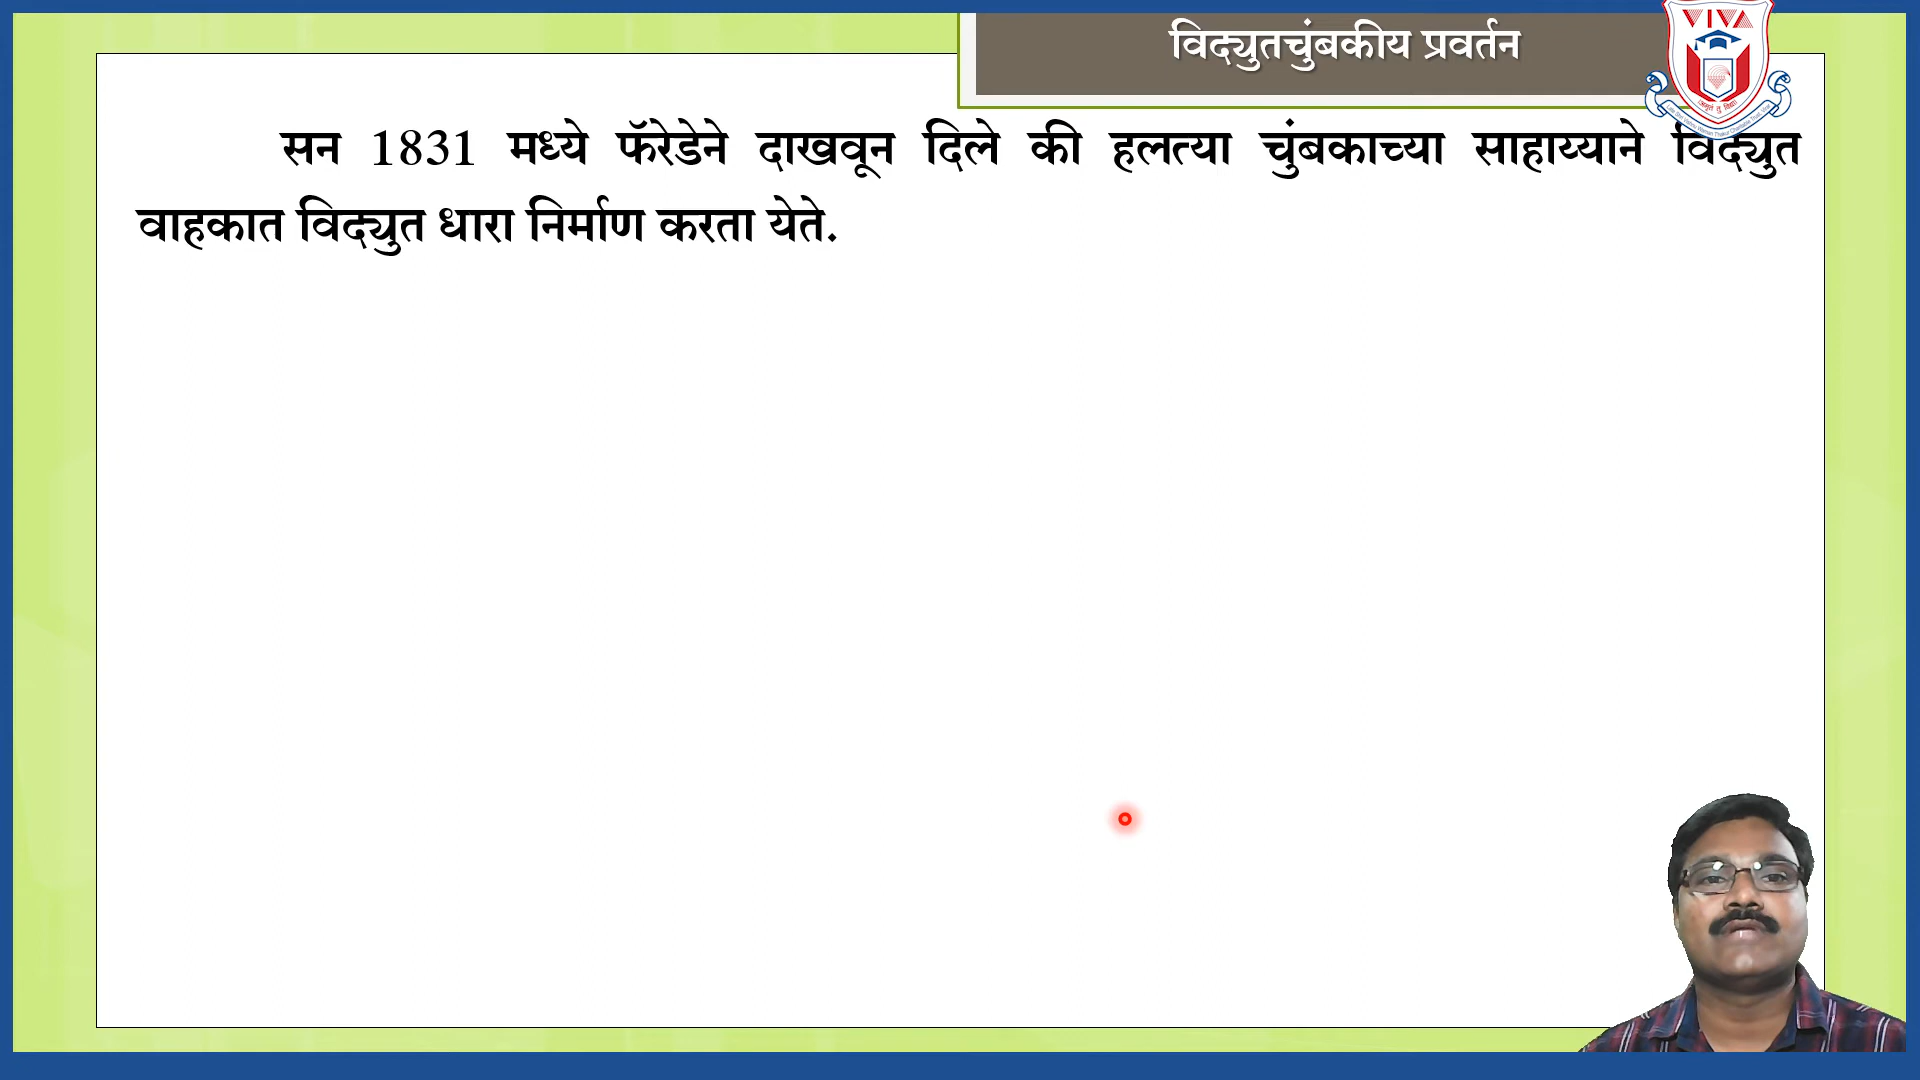 विद्युतचुंबकीय प्रवर्तन
VIVA
सन 1831 मध्ये फॅरेडेने दाखवून दिले की हलत्या चुंबकाच्या साहाय्याने विद्युत
वाहकात विद्युत धारा निर्माण करता येते.